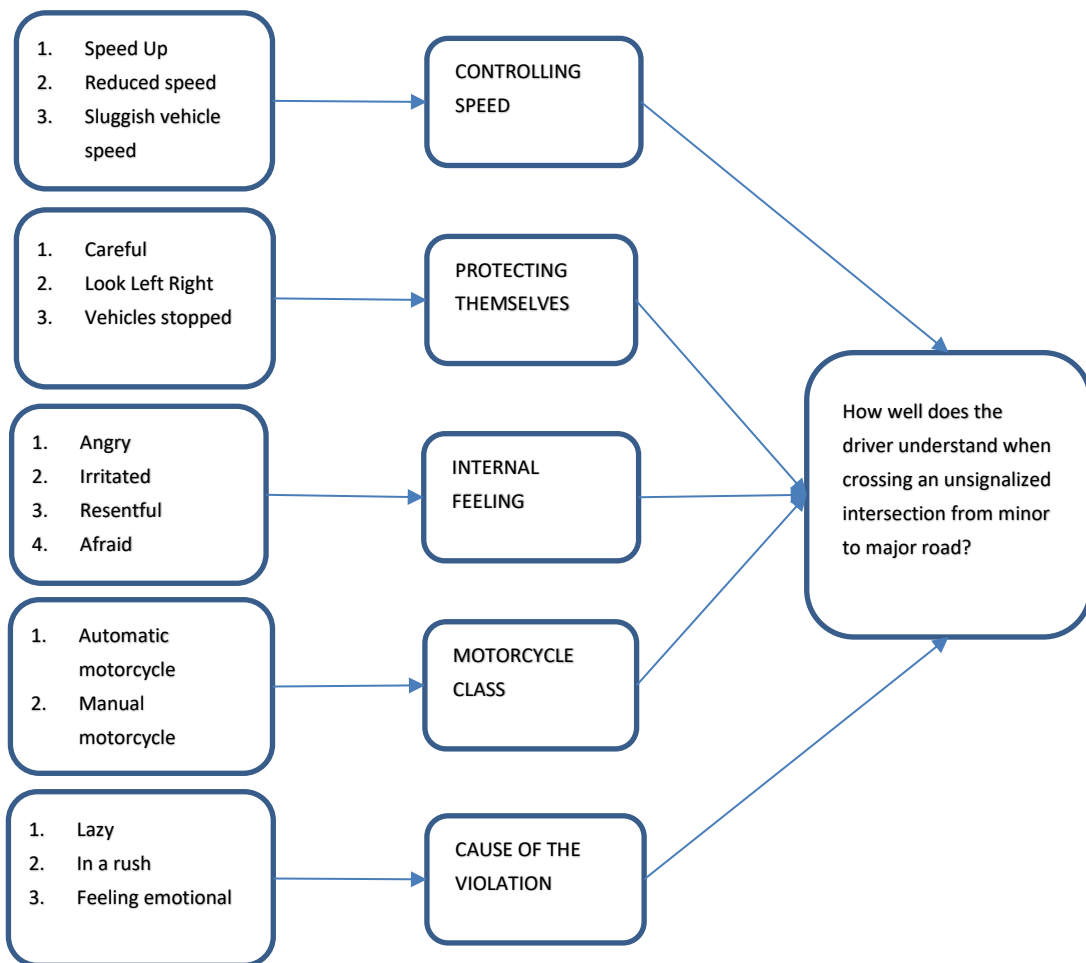 1. Speed Up
2. Reduced speed
3. Sluggish vehicle
speed
CONTROLLING
SPEED
1. Careful
2. Look Left Right
3. Vehicles stopped
PROTECTING
THEMSELVES
1. Angry
2. Irritated
3. Resentful
4. Afraid
INTERNAL
FEELING
1. Automatic
motorcycle
2. Manual
motorcycle
MOTORCYCLE
CLASS
1. Lazy
2. In a rush
3. Feeling emotional
CAUSE OF THE
VIOLATION
How well does the
driver understand when
crossing an unsignalized
intersection from minor
to major road?